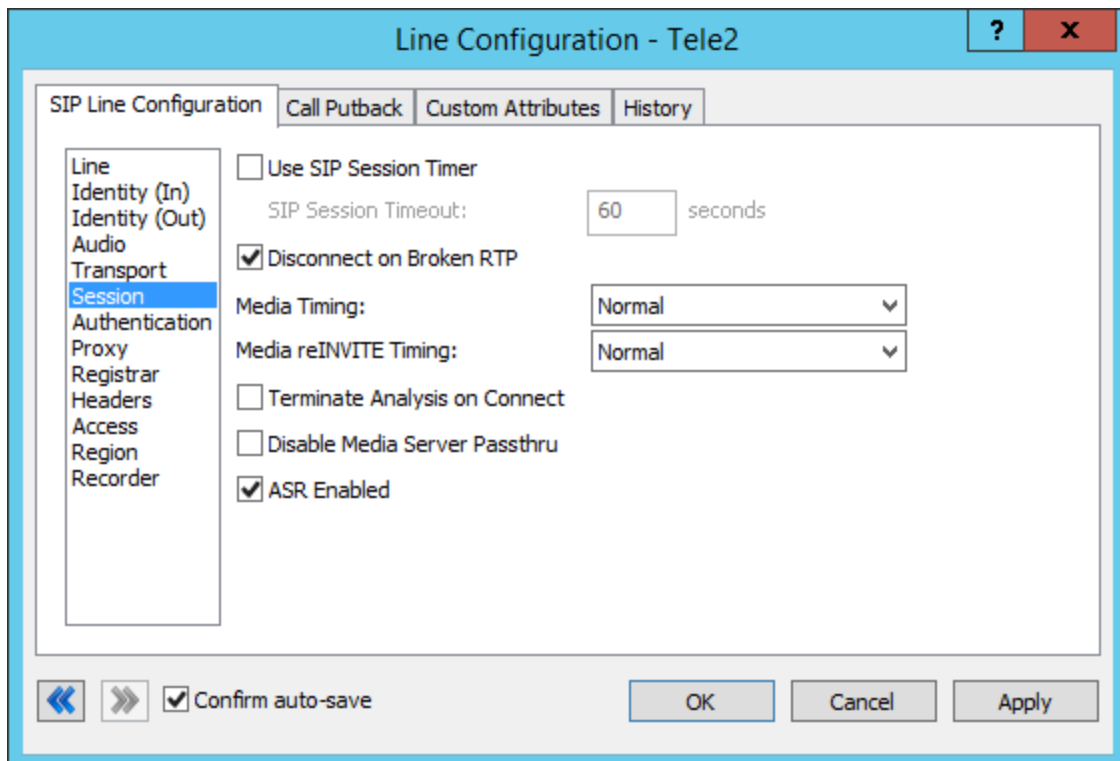 Line Configuration - Tele2
?
x
SIP Line Configuration
Call Putback
Custom Attributes
History
Line
Identity (In)
Identity (Out)
Audio
Transport
Session
Authentication
Proxy
Registrar
Headers
Access
Region
Recorder
Use SIP Session Timer
SIP Session Timeout: 60 seconds
Disconnect on Broken RTP
Media Timing: Normal
Media reINVITE Timing: Normal
Terminate Analysis on Connect
Disable Media Server Passthru
ASR Enabled
Confirm auto-save
OK
Cancel
Apply